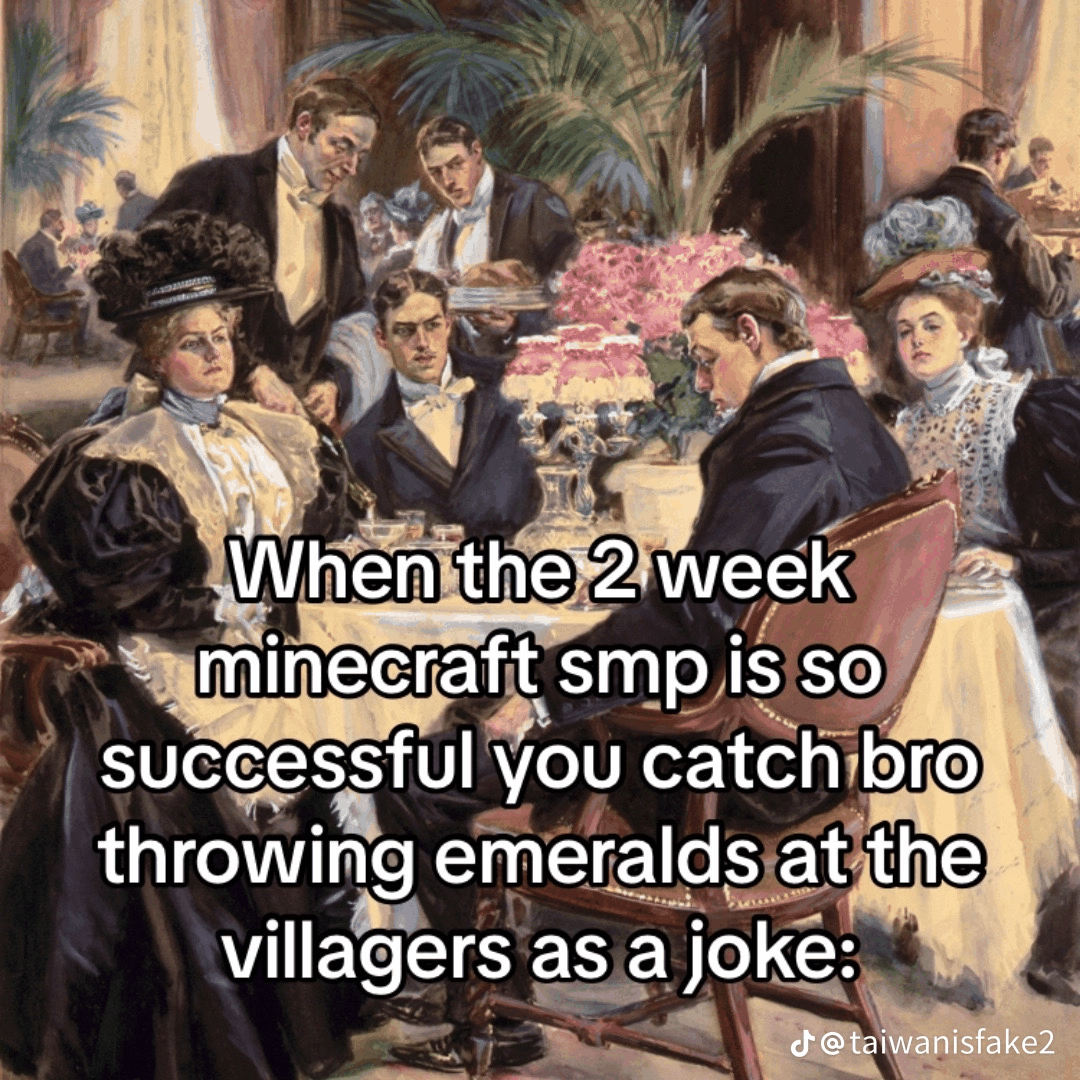 When the 2 week
minecraft smp is so
successful you catch bro
throwing emeralds at the
villagers as a joke:
@taiwanisfake2